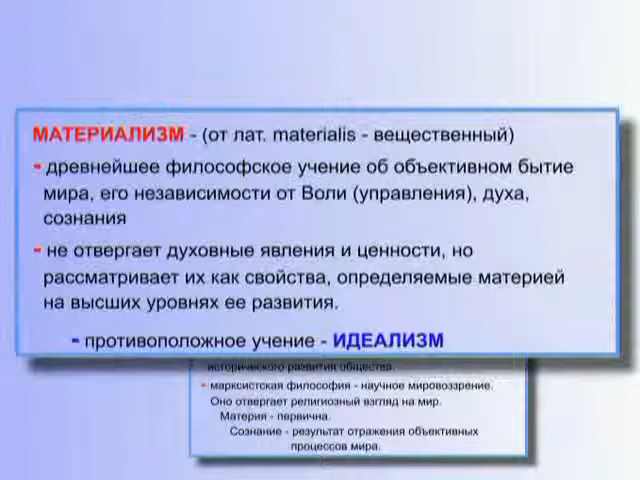 МАТЕРИАЛИЗМ - (от лат. materialis - вещественный)
- древнейшее философское учение об объективном бытие
мира, его независимости от Воли (управления), духа,
сознания
- не отвергает духовные явления и ценности, но
рассматривает их как свойства, определяемые материей
на высших уровнях ее развития.
- противоположное учение - ИДЕАЛИЗМ
исторического развития общества.
- марксистская философия - научное мировоззрение.
Оно отвергает религиозный взгляд на мир.
Материя - первична.
Сознание - результат отражения объективных
процессов мира.